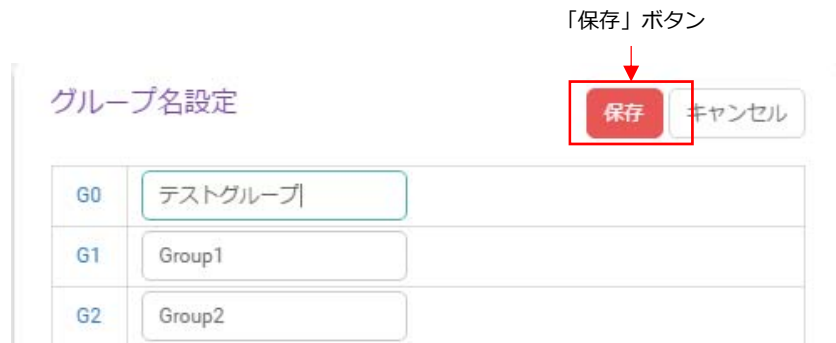 「保存」ボタン
グループ名設定
保存 キャンセル
G0 テストグループ
G1 Group1
G2 Group2